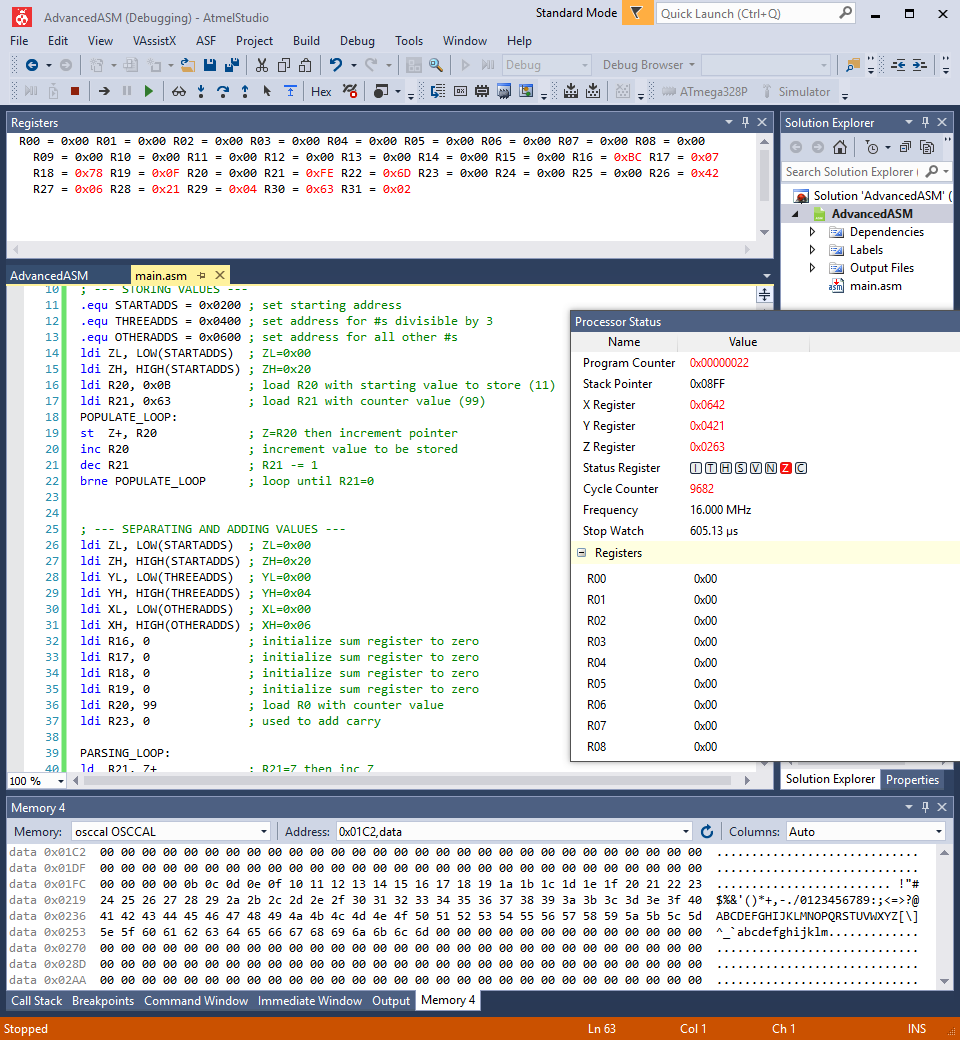 AdvancedASM (Debugging) - AtmelStudio
Standard Mode
Quick Launch (Ctrl+Q)
File Edit View VAssistX ASF Project Build Debug Tools Window Help
Debug
Debug Browser
Hex
ATmega328P
Simulator
Registers
R00 = 0x00 R01 = 0x00 R02 = 0x00 R03 = 0x00 R04 = 0x00 R05 = 0x00 R06 = 0x00 R07 = 0x00 R08 = 0x00
R09 = 0x00 R10 = 0x00 R11 = 0x00 R12 = 0x00 R13 = 0x00 R14 = 0x00 R15 = 0x00 R16 = 0xBC R17 = 0x07
R18 = 0x78 R19 = 0x0F R20 = 0x00 R21 = 0xFE R22 = 0x6D R23 = 0x00 R24 = 0x00 R25 = 0x00 R26 = 0x42
R27 = 0x06 R28 = 0x21 R29 = 0x04 R30 = 0x63 R31 = 0x02
AdvancedASM
main.asm
10 ; --- STORING VALUES ---
11 .equ STARTADDS = 0x0200 ; set starting address
12 .equ THREEADDS = 0x0400 ; set address for #s divisible by 3
13 .equ OTHERADDS = 0x0600 ; set address for all other #s
14 ldi ZL, LOW(STARTADDS) ; ZL=0x00
15 ldi ZH, HIGH(STARTADDS) ; ZH=0x20
16 ldi R20, 0x0B ; load R20 with starting value to store (11)
17 ldi R21, 0x63 ; load R21 with counter value (99)
18 POPULATE_LOOP:
19 st Z+, R20 ; Z=R20 then increment pointer
20 inc R20 ; increment value to be stored
21 dec R21 ; R21 -= 1
22 brne POPULATE_LOOP ; loop until R21=0
23
24
25 ; --- SEPARATING AND ADDING VALUES ---
26 ldi ZL, LOW(STARTADDS) ; ZL=0x00
27 ldi ZH, HIGH(STARTADDS) ; ZH=0x20
28 ldi YL, LOW(THREEADDS) ; YL=0x00
29 ldi YH, HIGH(THREEADDS) ; YH=0x04
30 ldi XL, LOW(OTHERADDS) ; XL=0x00
31 ldi XH, HIGH(OTHERADDS) ; XH=0x06
32 ldi R16, 0 ; initialize sum register to zero
33 ldi R17, 0 ; initialize sum register to zero
34 ldi R18, 0 ; initialize sum register to zero
35 ldi R19, 0 ; initialize sum register to zero
36 ldi R20, 99 ; load R0 with counter value
37 ldi R23, 0 ; used to add carry
38
39 PARSING_LOOP:
40 ld R21, Z+ ; R21=Z then inc Z
100 %
Solution Explorer
Search Solution Explorer (
Solution 'AdvancedASM' (
AdvancedASM
Dependencies
Labels
Output Files
main.asm
Processor Status
Name Value
Program Counter 0x00000022
Stack Pointer 0x08FF
X Register 0x0642
Y Register 0x0421
Z Register 0x0263
Status Register I T H S V N Z C
Cycle Counter 9682
Frequency 16.000 MHz
Stop Watch 605.13 µs
Registers
R00 0x00
R01 0x00
R02 0x00
R03 0x00
R04 0x00
R05 0x00
R06 0x00
R07 0x00
R08 0x00
Solution Explorer Properties
Memory 4
Memory: osccal OSCCAL Address: 0x01C2,data Columns: Auto
data 0x01C2 00 00 00 00 00 00 00 00 00 00 00 00 00 00 00 00 00 00 00 00 00 00 00 00 00 00 00 00 00 .............................
data 0x01DF 00 00 00 00 00 00 00 00 00 00 00 00 00 00 00 00 00 00 00 00 00 00 00 00 00 00 00 00 00 .............................
data 0x01FC 00 00 00 00 0b 0c 0d 0e 0f 10 11 12 13 14 15 16 17 18 19 1a 1b 1c 1d 1e 1f 20 21 22 23 ......................... !"#
data 0x0219 24 25 26 27 28 29 2a 2b 2c 2d 2e 2f 30 31 32 33 34 35 36 37 38 39 3a 3b 3c 3d 3e 3f 40 $%&'()*+,-./0123456789:;<=>?@
data 0x0236 41 42 43 44 45 46 47 48 49 4a 4b 4c 4d 4e 4f 50 51 52 53 54 55 56 57 58 59 5a 5b 5c 5d ABCDEFGHIJKLMNOPQRSTUVWXYZ[\]
data 0x0253 5e 5f 60 61 62 63 64 65 66 67 68 69 6a 6b 6c 6d 00 00 00 00 00 00 00 00 00 00 00 00 00 ^_`abcdefghijklm.............
data 0x0270 00 00 00 00 00 00 00 00 00 00 00 00 00 00 00 00 00 00 00 00 00 00 00 00 00 00 00 00 00 .............................
data 0x028D 00 00 00 00 00 00 00 00 00 00 00 00 00 00 00 00 00 00 00 00 00 00 00 00 00 00 00 00 00 .............................
data 0x02AA 00 00 00 00 00 00 00 00 00 00 00 00 00 00 00 00 00 00 00 00 00 00 00 00 00 00 00 00 00 .............................
Call Stack Breakpoints Command Window Immediate Window Output Memory 4
Stopped Ln 63 Col 1 Ch 1 INS